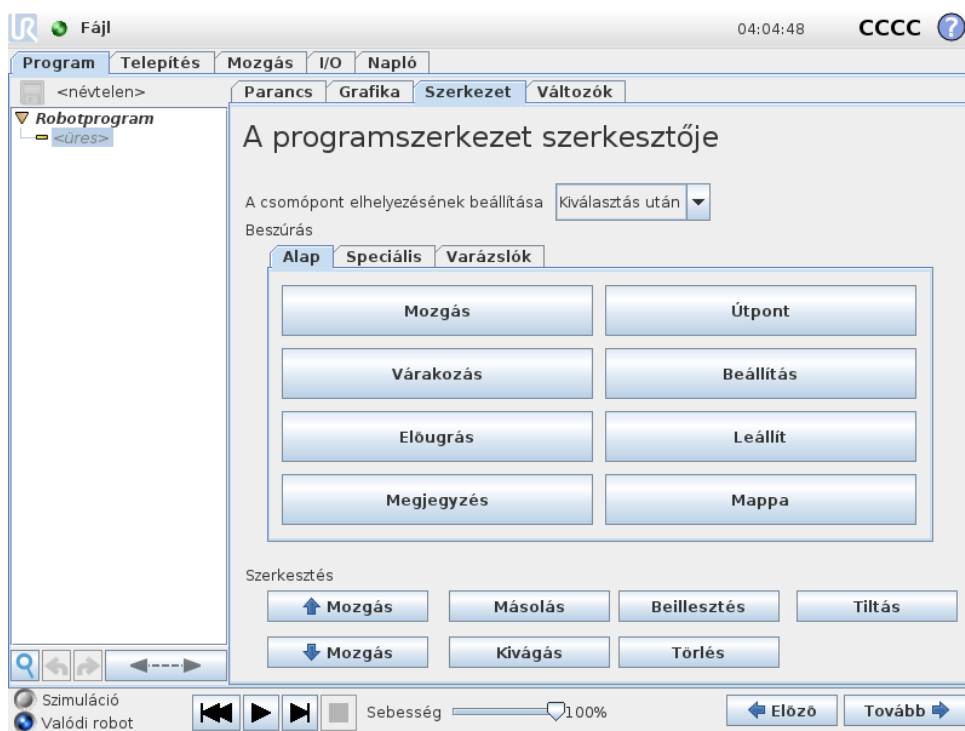 UR Fájl 04:04:48 CCCC ?
Program Telepítés Mozgás I/O Napló
<névtelen>
Parancs Grafika Szerkezet Változók
Robotprogram
<üres>
A programszerkezet szerkesztője
A csomópont elhelyezésének beállítása Kiválasztás után
Beszúrás
Alap Speciális Varázslók
Mozgás Útpont
Várakozás Beállítás
Előugrás Leállít
Megjegyzés Mappa
Szerkesztés
Mozgás Másolás Beillesztés Tiltás
Mozgás Kivágás Törlés
Szimuláció
Valódi robot
Sebesség 100%
Előző Tovább